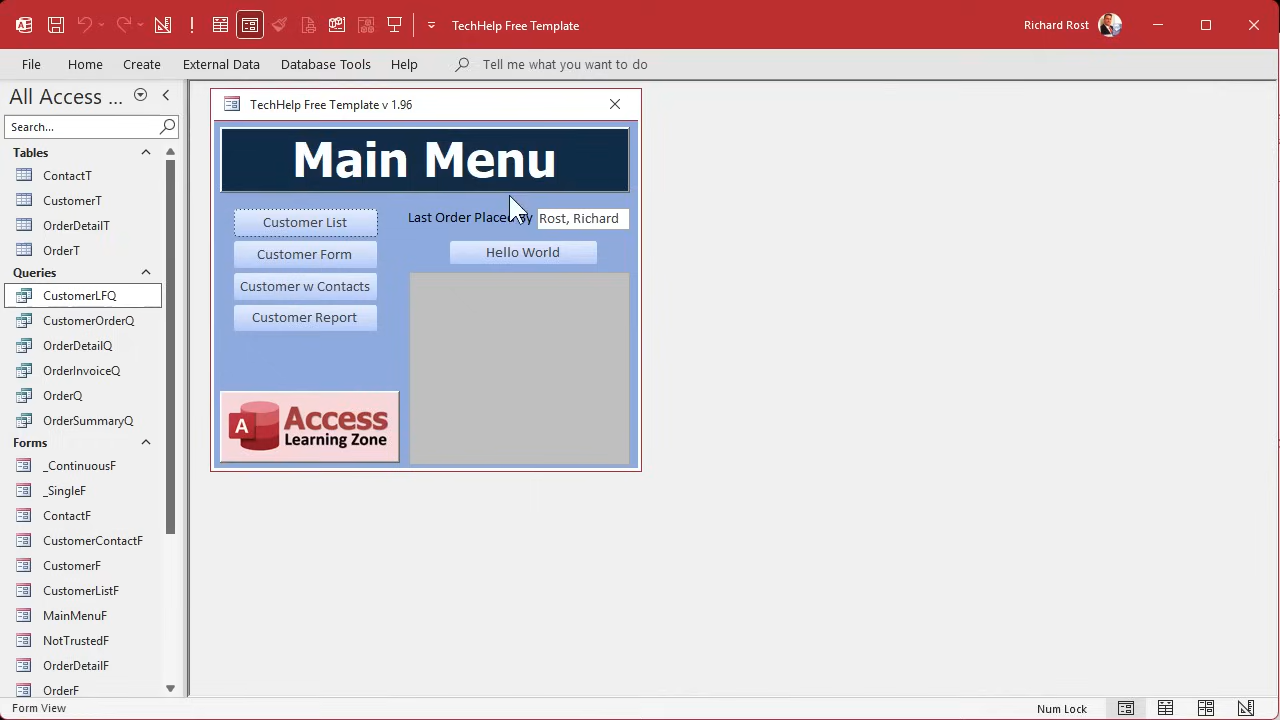 TechHelp Free Template
Richard Rost
File Home Create External Data Database Tools Help Tell me what you want to do
All Access ...
Search...
Tables
ContactT
CustomerT
OrderDetailT
OrderT
Queries
CustomerLFQ
CustomerOrderQ
OrderDetailQ
OrderInvoiceQ
OrderQ
OrderSummaryQ
Forms
_ContinuousF
_SingleF
ContactF
CustomerContactF
CustomerF
CustomerListF
MainMenuF
NotTrustedF
OrderDetailF
OrderF
TechHelp Free Template v 1.96
Main Menu
Customer List
Customer Form
Customer w Contacts
Customer Report
Last Order Placed By Rost, Richard
Hello World
A Access
Learning Zone
Form View
Num Lock